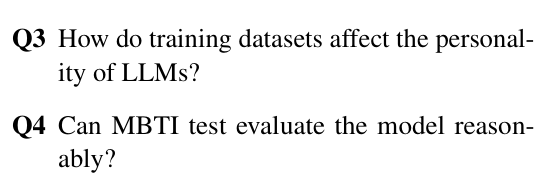 Q3 How do training datasets affect the personal-
ity of LLMs?
Q4 Can MBTI test evaluate the model reason-
ably?